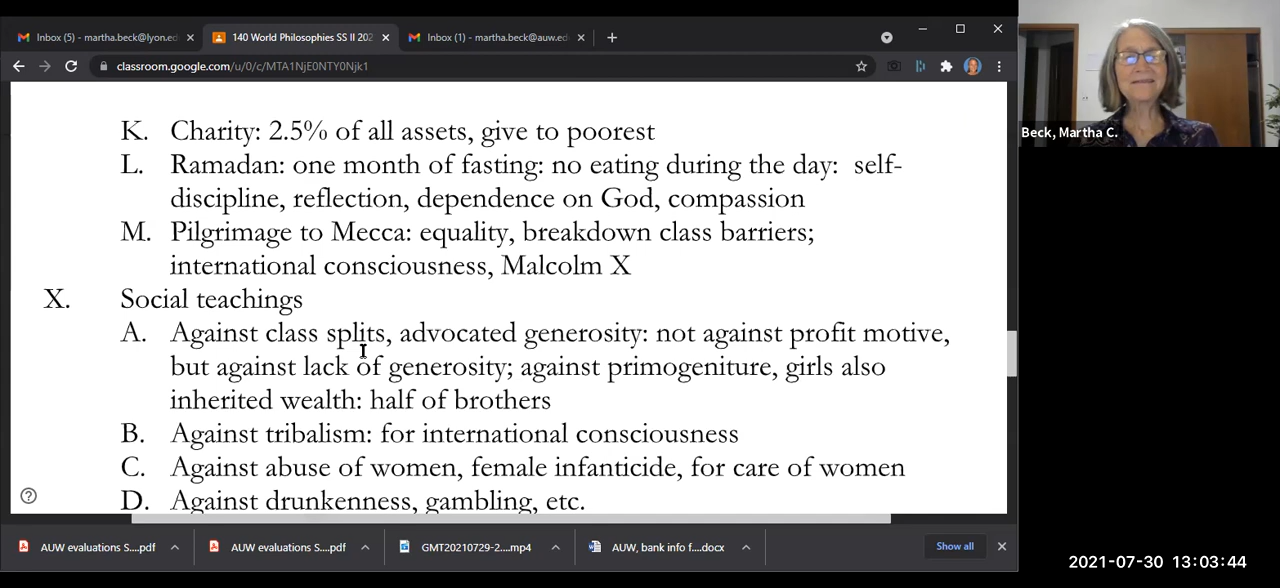 Inbox (5) - martha.beck@lyon.ed
140 World Philosophies SS II 202
Inbox (1) - martha.beck@auw.ed
classroom.google.com/u/0/c/MTA1NjE0NTY0Njk1
Beck, Martha C.
K. Charity: 2.5% of all assets, give to poorest
L. Ramadan: one month of fasting: no eating during the day: self-
discipline, reflection, dependence on God, compassion
M. Pilgrimage to Mecca: equality, breakdown class barriers;
international consciousness, Malcolm X
X. Social teachings
A. Against class splits, advocated generosity: not against profit motive,
but against lack of generosity; against primogeniture, girls also
inherited wealth: half of brothers
B. Against tribalism: for international consciousness
C. Against abuse of women, female infanticide, for care of women
D. Against drunkenness, gambling, etc.
AUW evaluations S....pdf
AUW evaluations S....pdf
GMT20210729-2....mp4
AUW, bank info f....docx
Show all
2021-07-30 13:03:44